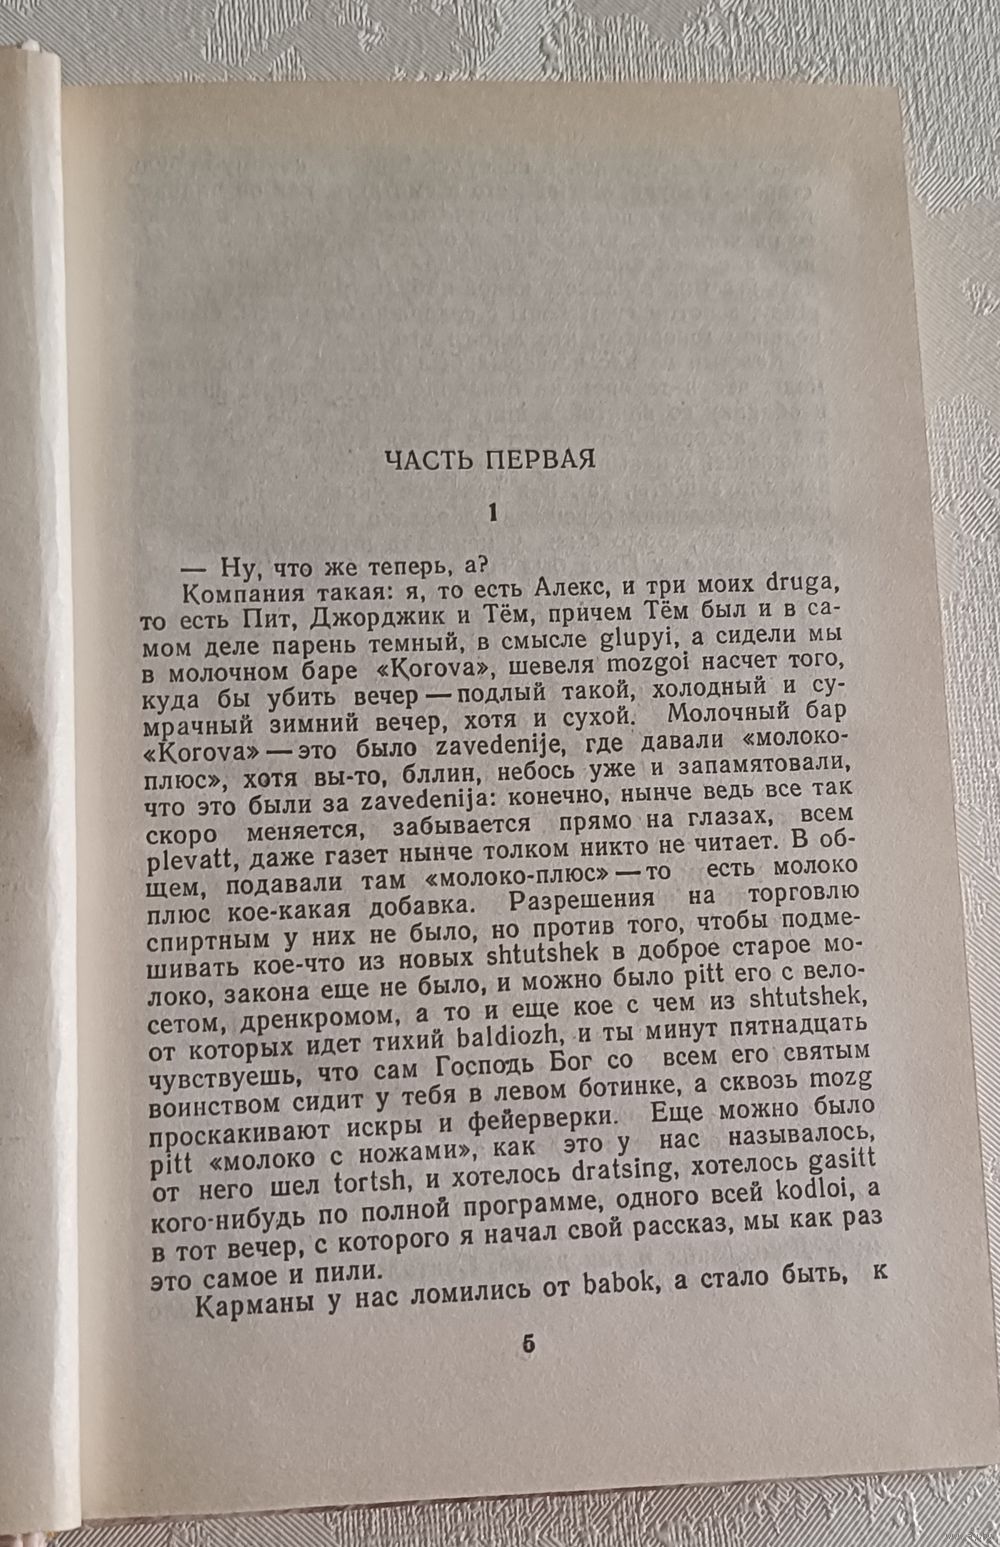 ЧАСТЬ ПЕРВАЯ
1
— Ну, что же теперь, а?
Компания такая: я, то есть Алекс, и три моих druga,
то есть Пит, Джорджик и Тём, причем Тём был и в са-
мом деле парень темный, в смысле glupyi, а сидели мы
в молочном баре «Korova», шевеля mozgoi насчет того,
куда бы убить вечер — подлый такой, холодный и су-
мрачный зимний вечер, хотя и сухой. Молочный бар
«Korova» — это было zavedenije, где давали «молоко-
плюс», хотя вы-то, бллин, небось уже и запамятовали,
что это были за zavedenija: конечно, нынче ведь все так
скоро меняется, забывается прямо на глазах, всем
plevatt, даже газет нынче толком никто не читает. В об-
щем, подавали там «молоко-плюс» — то есть молоко
плюс кое-какая добавка. Разрешения на торговлю
спиртным у них не было, но против того, чтобы подме-
шивать кое-что из новых shtutshek в доброе старое мо-
локо, закона еще не было, и можно было pitt его с вело-
сетом, дренкромом, а то и еще кое с чем из shtutshek,
от которых идет тихий baldiozh, и ты минут пятнадцать
чувствуешь, что сам Господь Бог со всем его святым
воинством сидит у тебя в левом ботинке, а сквозь mozg
проскакивают искры и фейерверки. Еще можно было
pitt «молоко с ножами», как это у нас называлось,
от него шел tortsh, и хотелось dratsing, хотелось gasitt
кого-нибудь по полной программе, одного всей kodloi, а
в тот вечер, с которого я начал свой рассказ, мы как раз
это самое и пили.
Карманы у нас ломились от babok, а стало быть, к
5